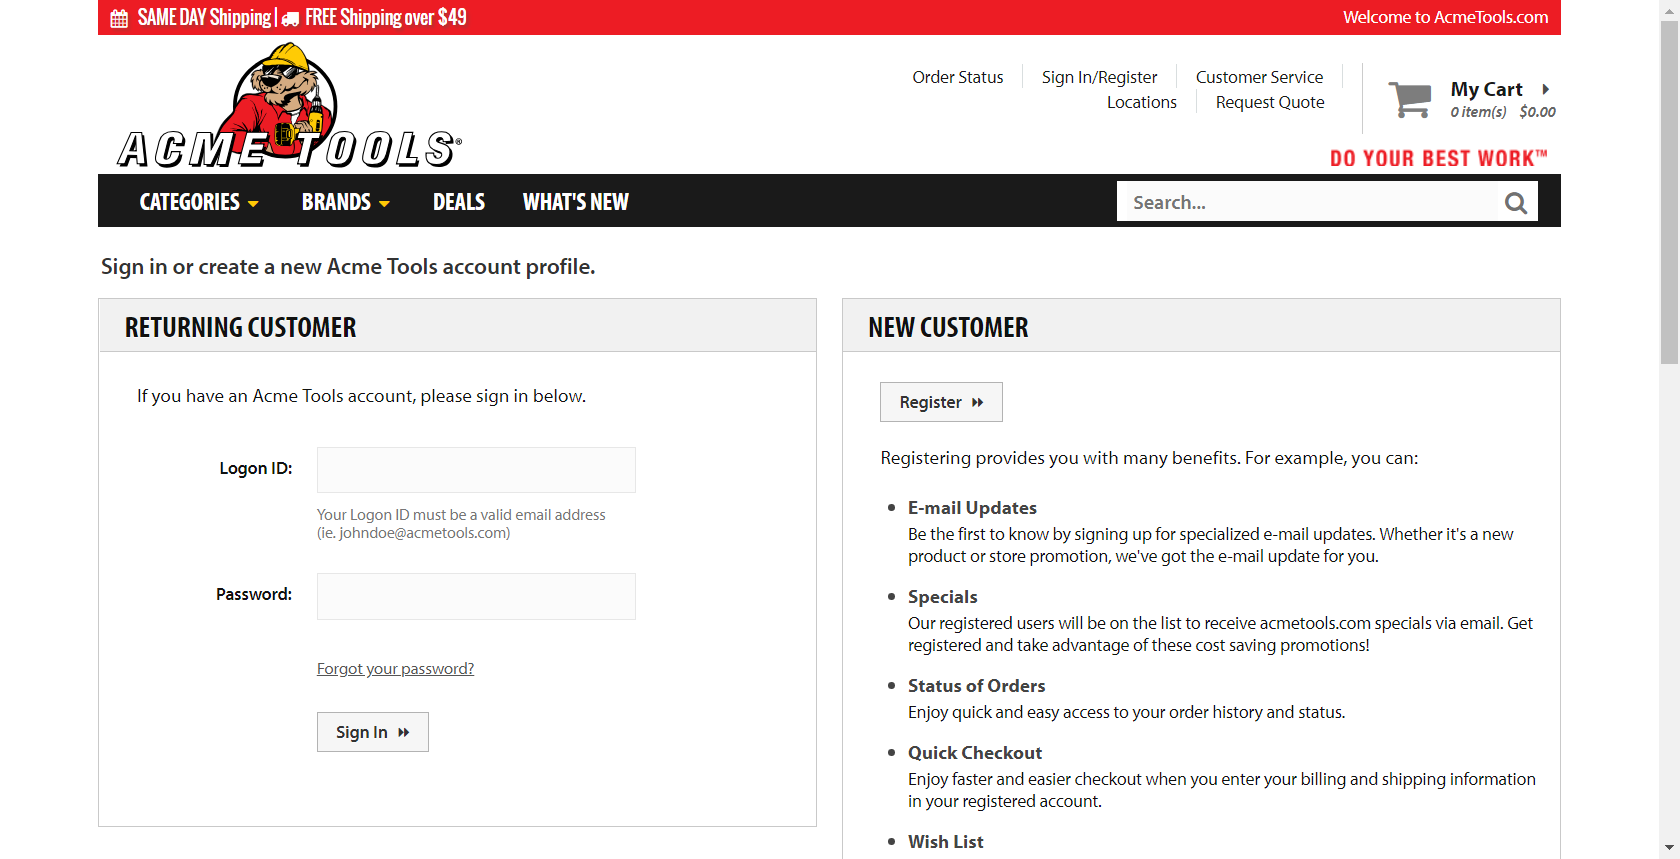 SAME DAY Shipping | FREE Shipping over $49
Welcome to AcmeTools.com
ACME TOOLS®
Order Status
Sign In/Register
Customer Service
Locations
Request Quote
My Cart
0 item(s) $0.00
DO YOUR BEST WORK™
CATEGORIES
BRANDS
DEALS
WHAT'S NEW
Search...
Sign in or create a new Acme Tools account profile.
RETURNING CUSTOMER
If you have an Acme Tools account, please sign in below.
Logon ID:
Your Logon ID must be a valid email address
(ie. johndoe@acmetools.com)
Password:
Forgot your password?
Sign In
NEW CUSTOMER
Register
Registering provides you with many benefits. For example, you can:
• E-mail Updates
Be the first to know by signing up for specialized e-mail updates. Whether it's a new
product or store promotion, we've got the e-mail update for you.
• Specials
Our registered users will be on the list to receive acmetools.com specials via email. Get
registered and take advantage of these cost saving promotions!
• Status of Orders
Enjoy quick and easy access to your order history and status.
• Quick Checkout
Enjoy faster and easier checkout when you enter your billing and shipping information
in your registered account.
• Wish List